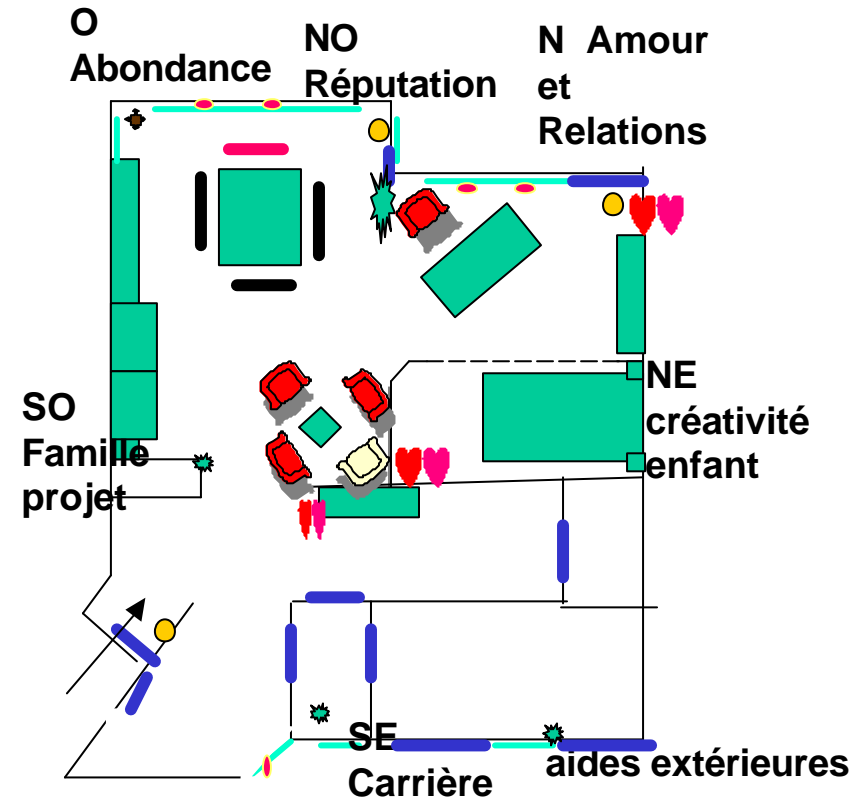 O
Abondance
NO
Réputation
N  Amour
et
Relations
SO
Famille
projet
NE
créativité
enfant
SE
Carrière
aides extérieures